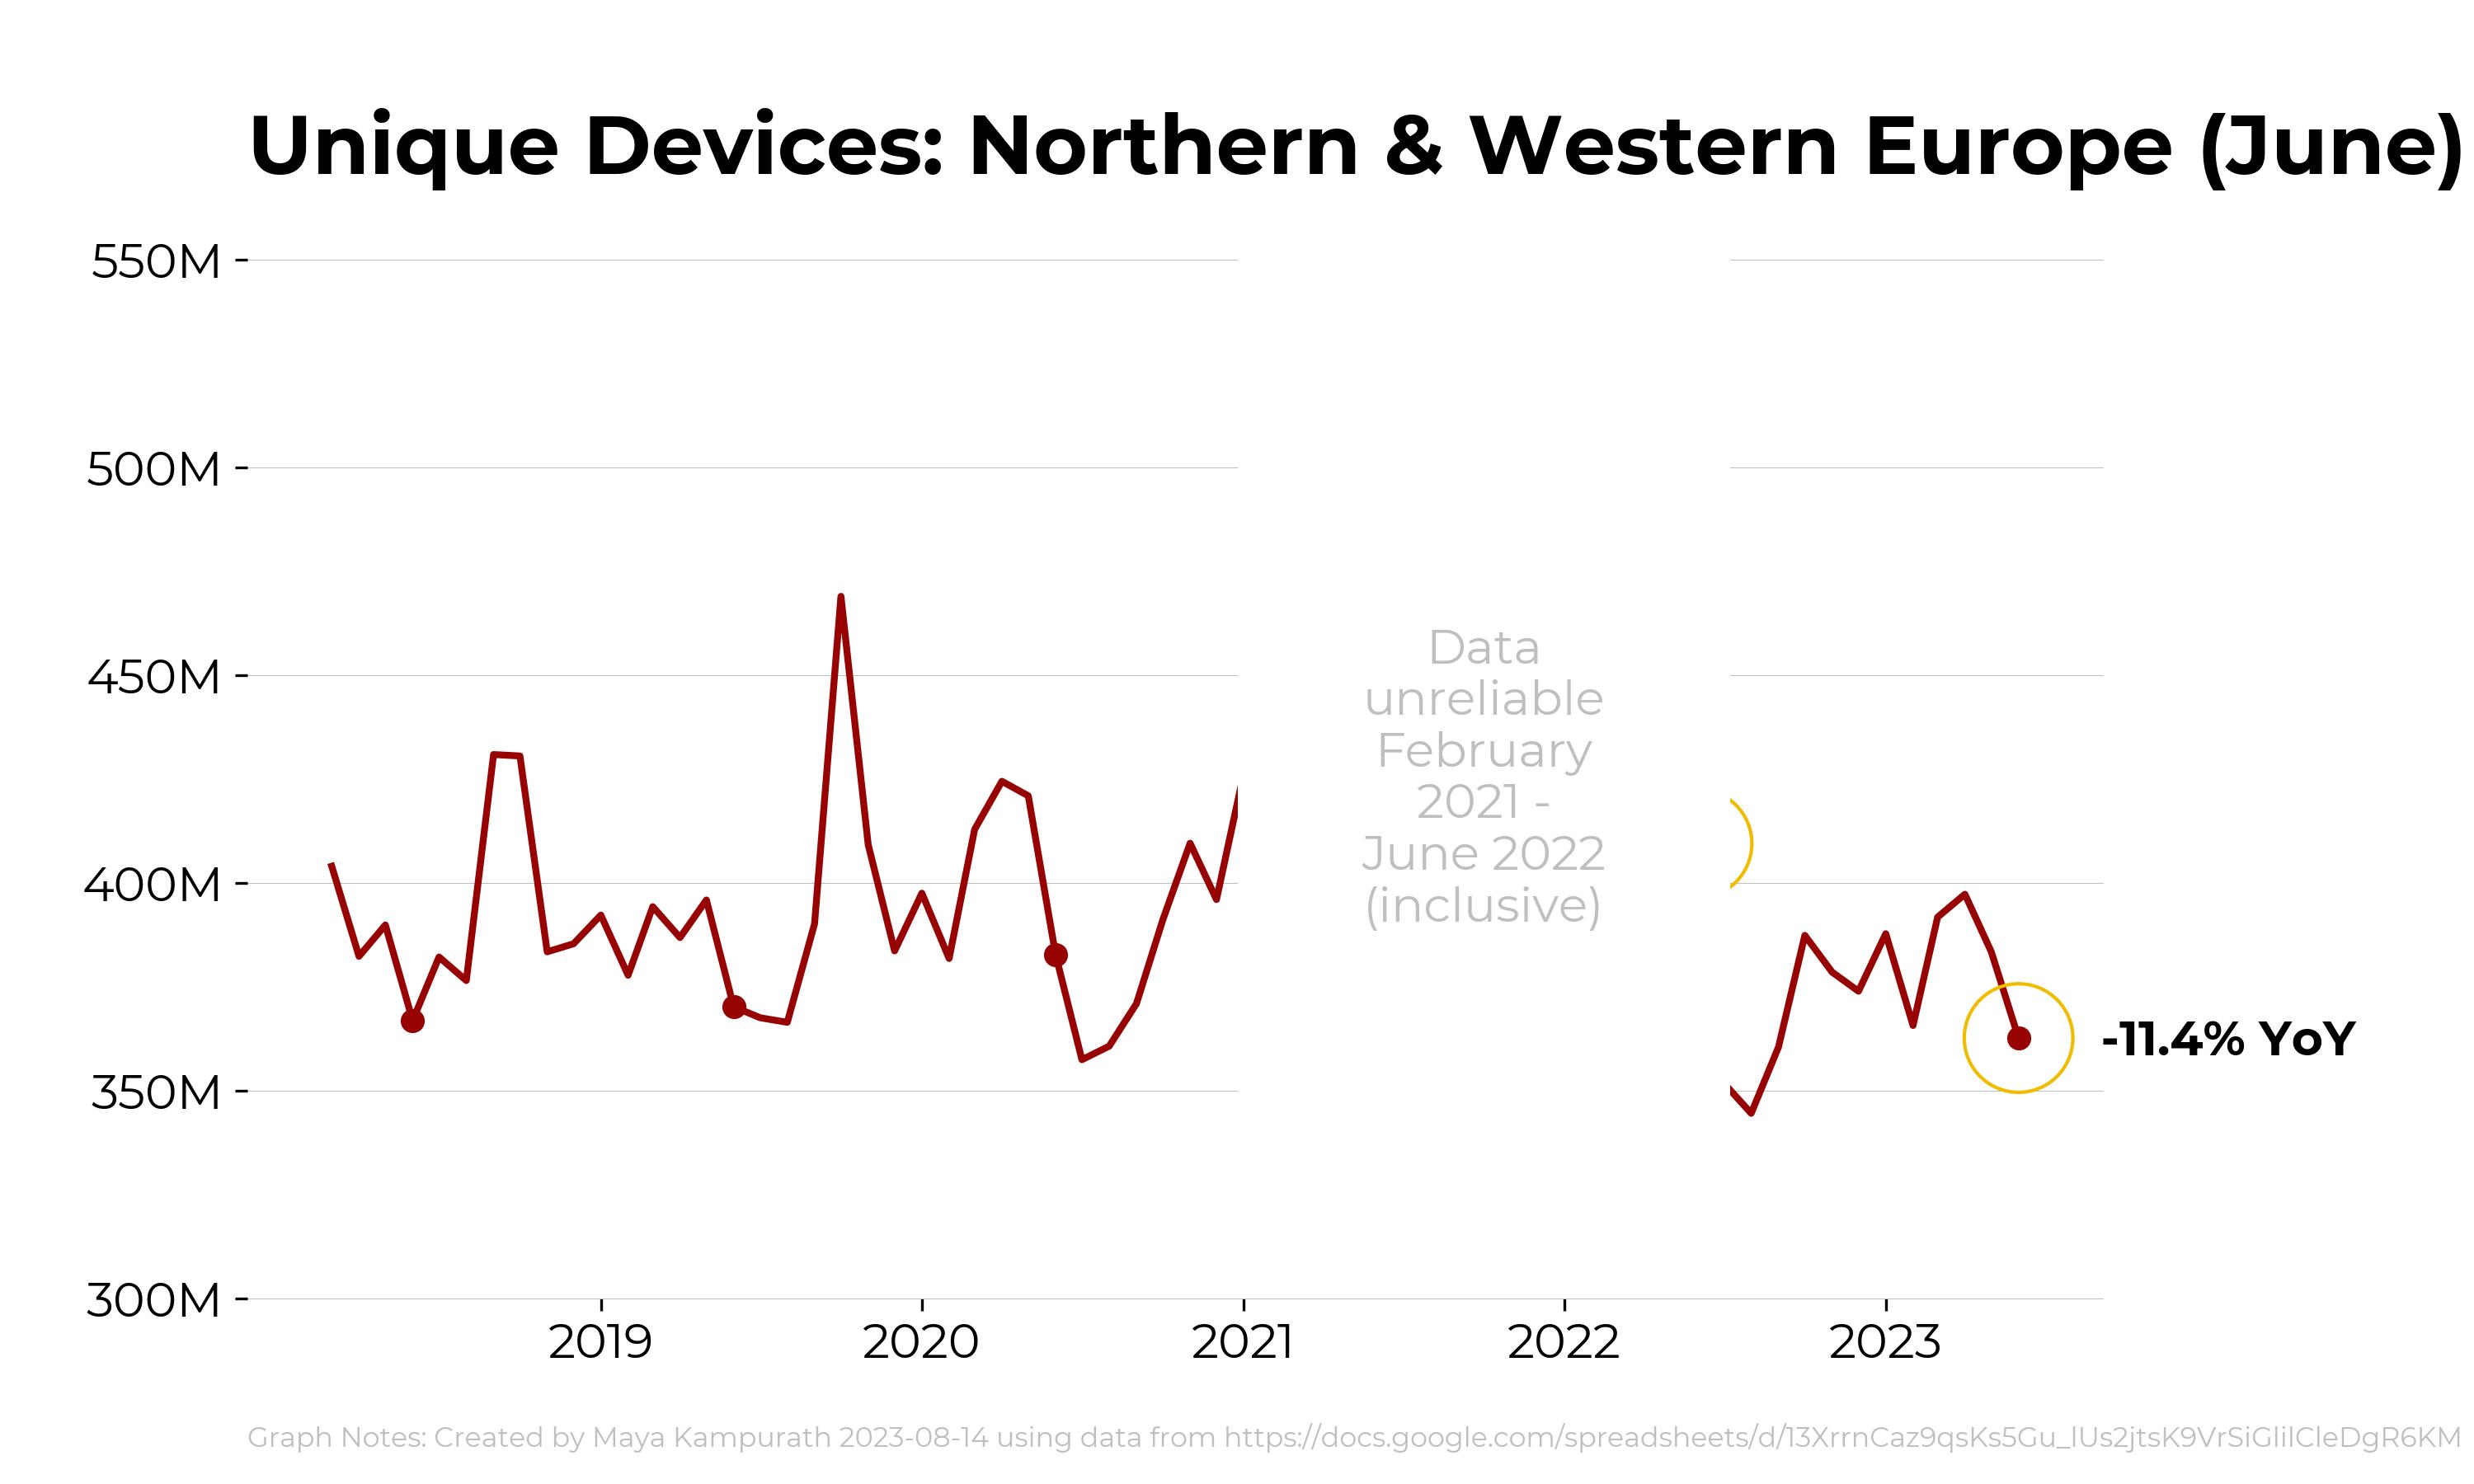 Unique Devices: Northern & Western Europe (June)
550M
500M
450M
400M
350M
300M
Data
unreliable
February
2021 -
June 2022
(inclusive)
-11.4% YoY
2019
2020
2021
2022
2023
Graph Notes: Created by Maya Kampurath 2023-08-14 using data from https://docs.google.com/spreadsheets/d/13XrrnCaz9qsKs5Gu_lUs2jtsK9VrSiGlilCleDgR6KM